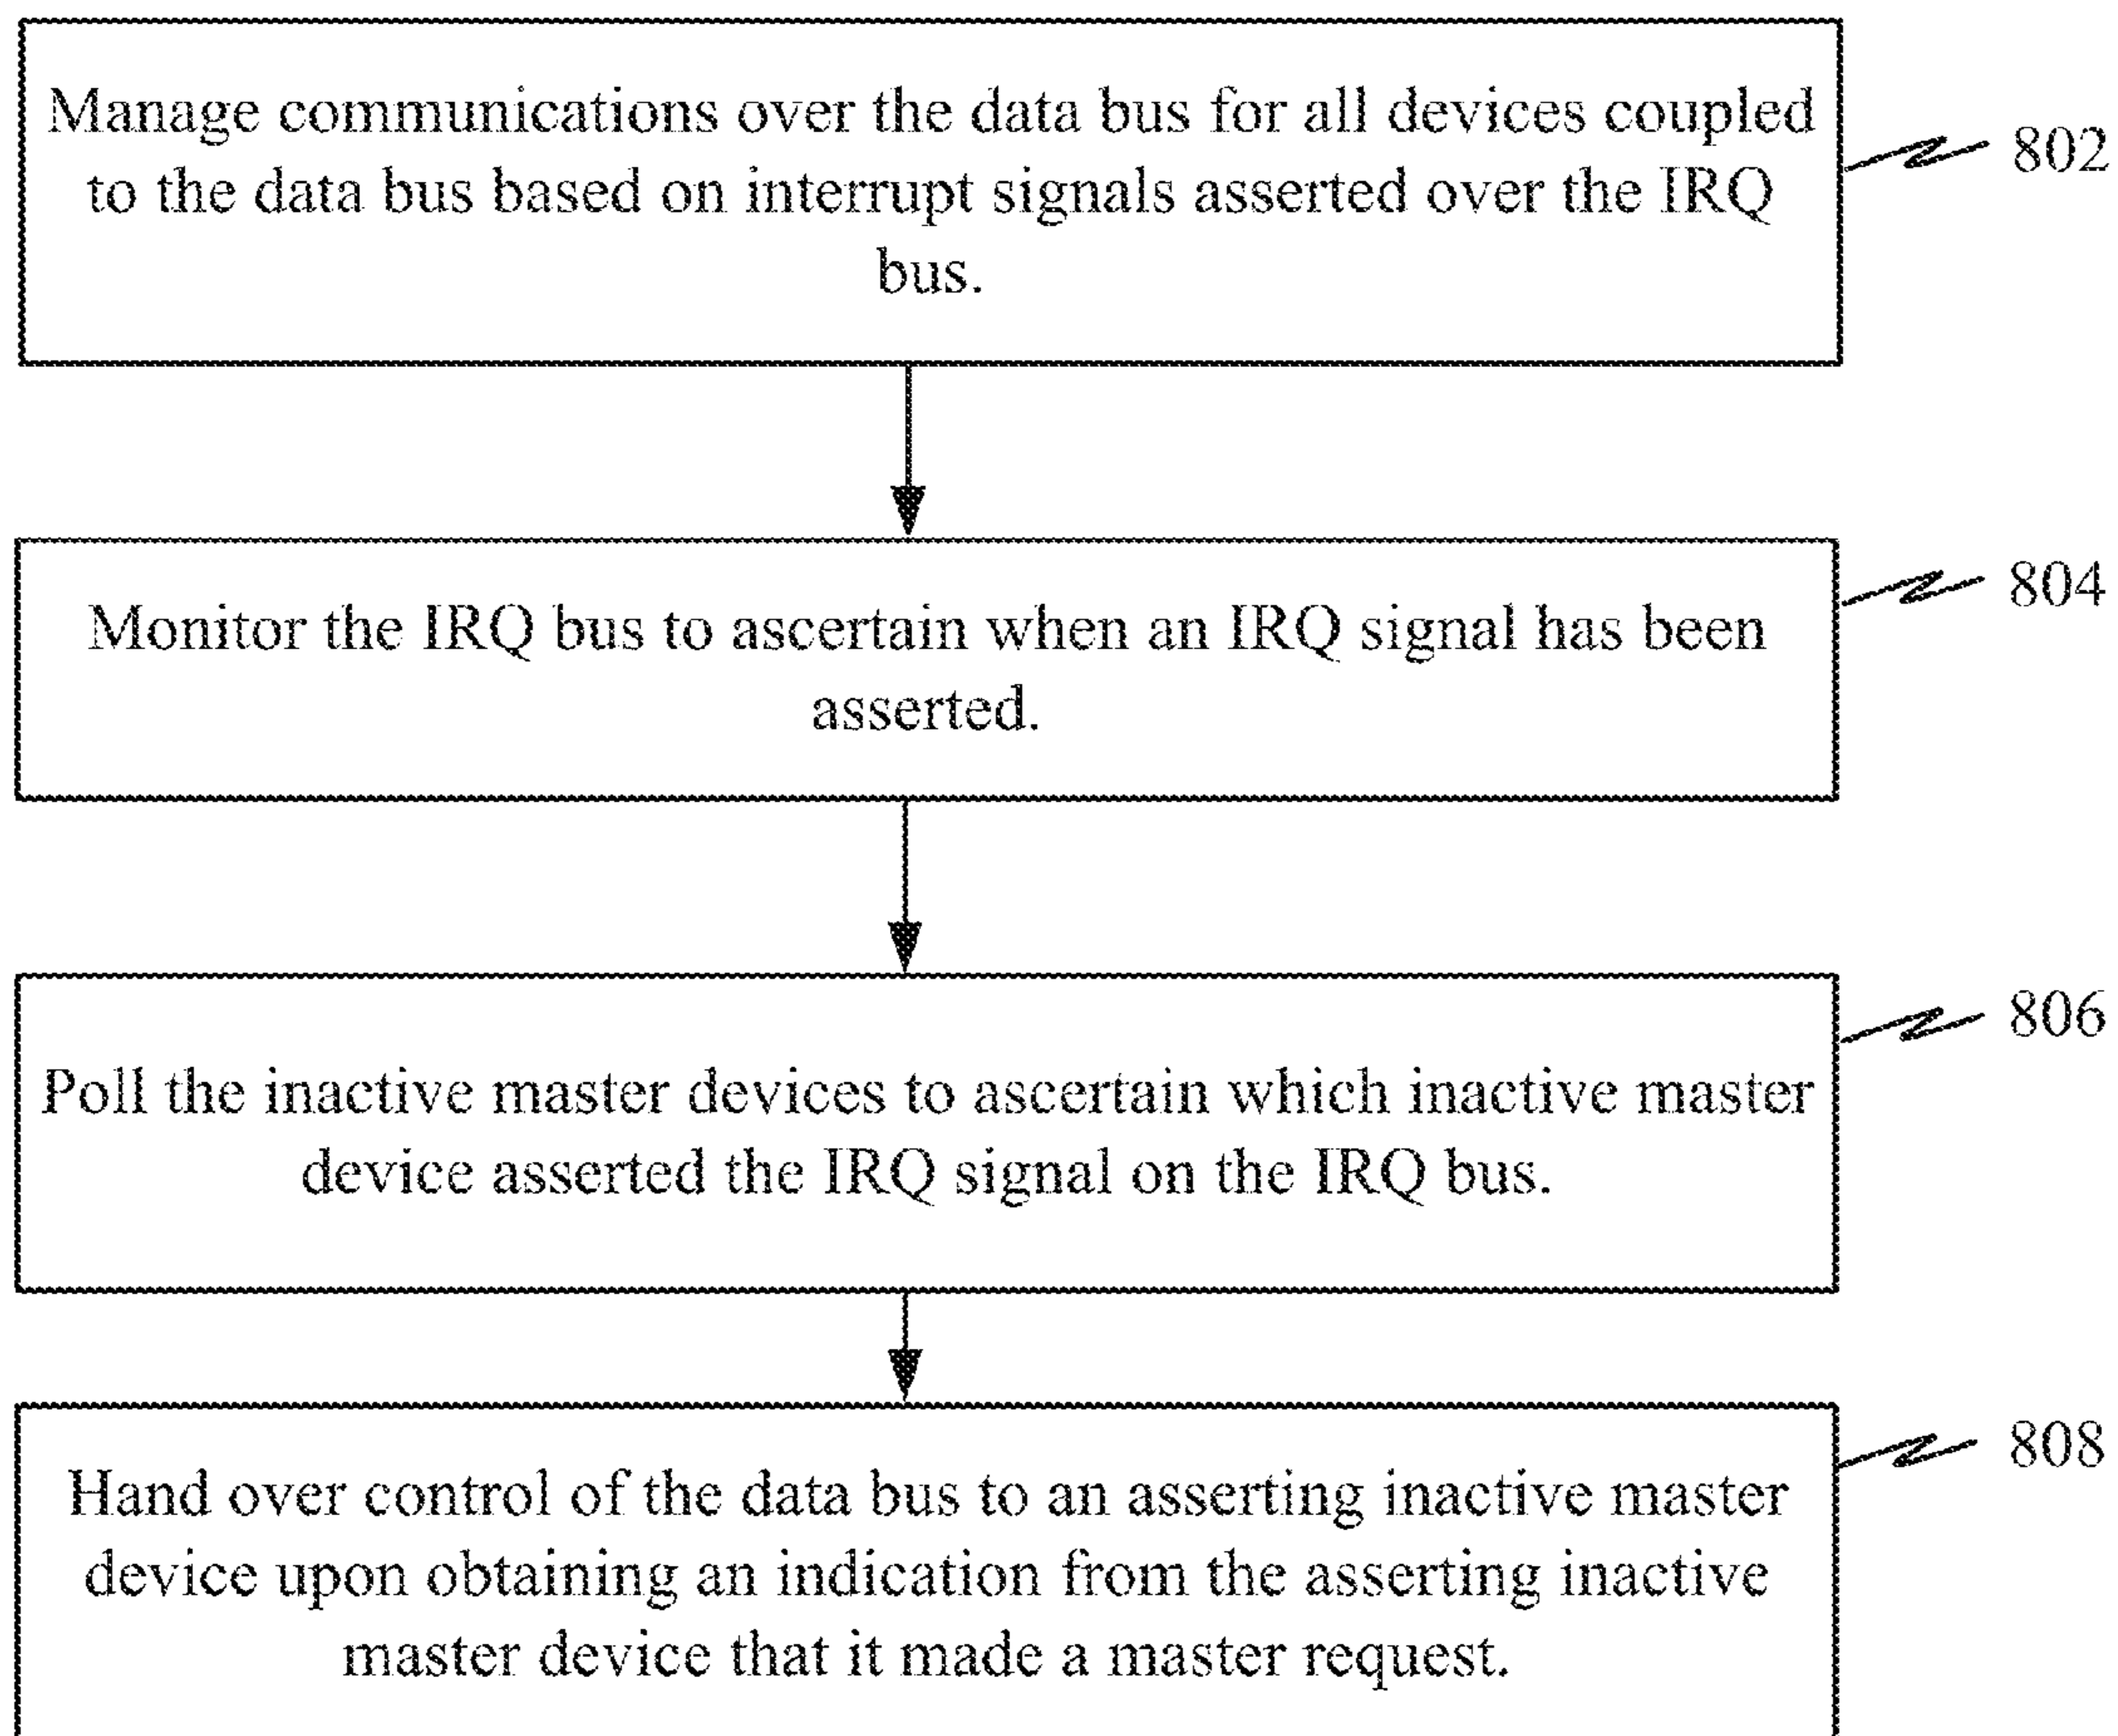 Manage communications over the data bus for all devices coupled
to the data bus based on interrupt signals asserted over the IRQ
bus.
802
Monitor the IRQ bus to ascertain when an IRQ signal has been
asserted.
804
Poll the inactive master devices to ascertain which inactive master
device asserted the IRQ signal on the IRQ bus.
806
Hand over control of the data bus to an asserting inactive master
device upon obtaining an indication from the asserting inactive
master device that it made a master request.
808